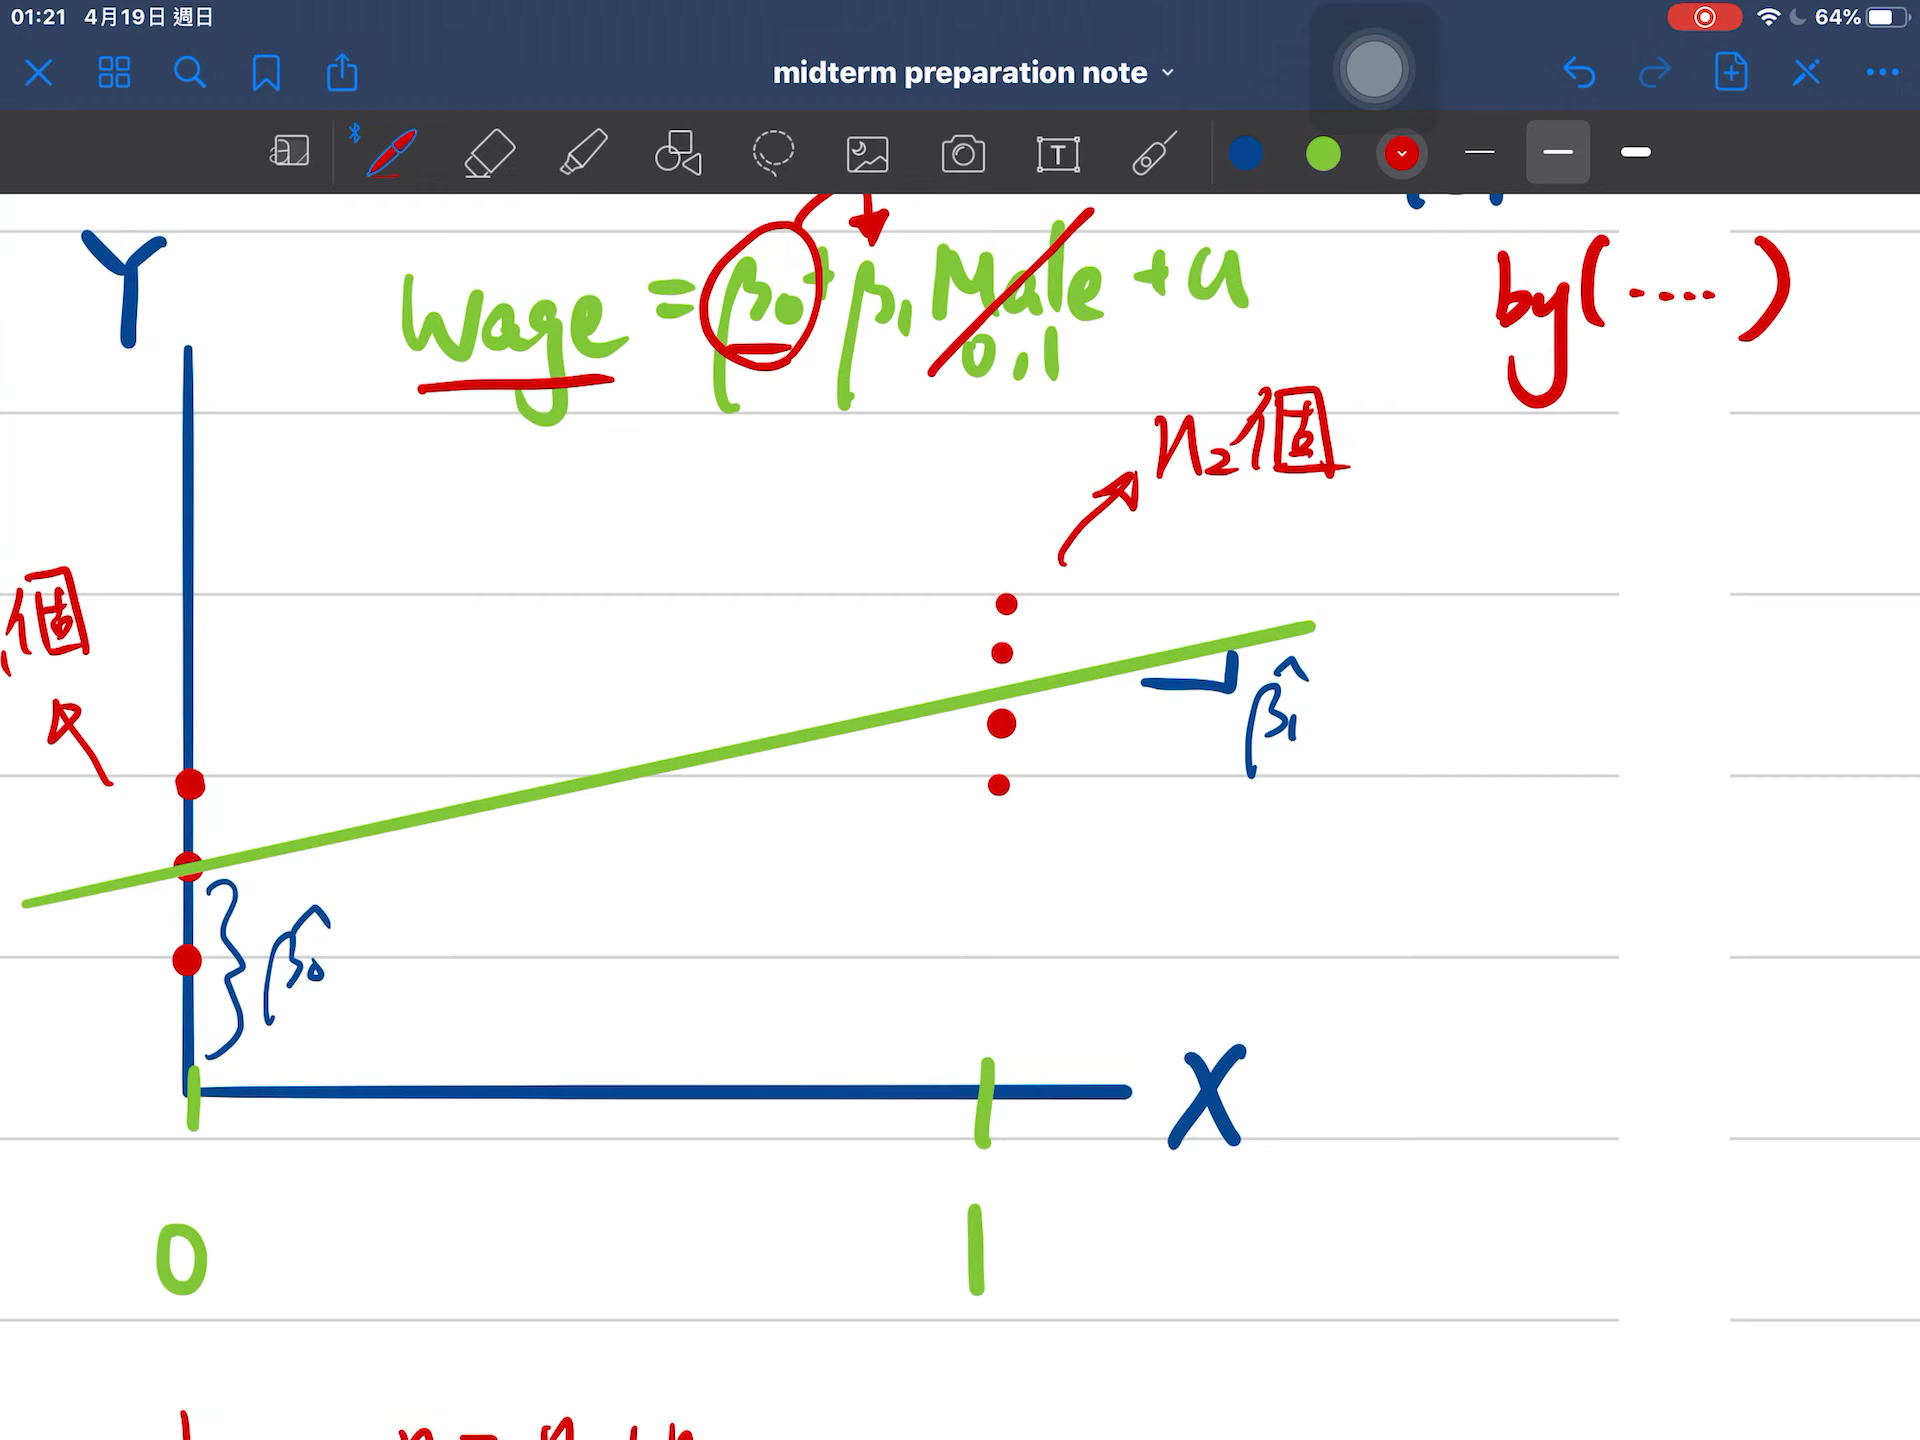 01:21 4月19日 週日
64%
midterm preparation note
T
Y
Wage = β0 + β1 Male + u
0,1
by(....)
n2個
個
β̂1
β̂0
X
0
1